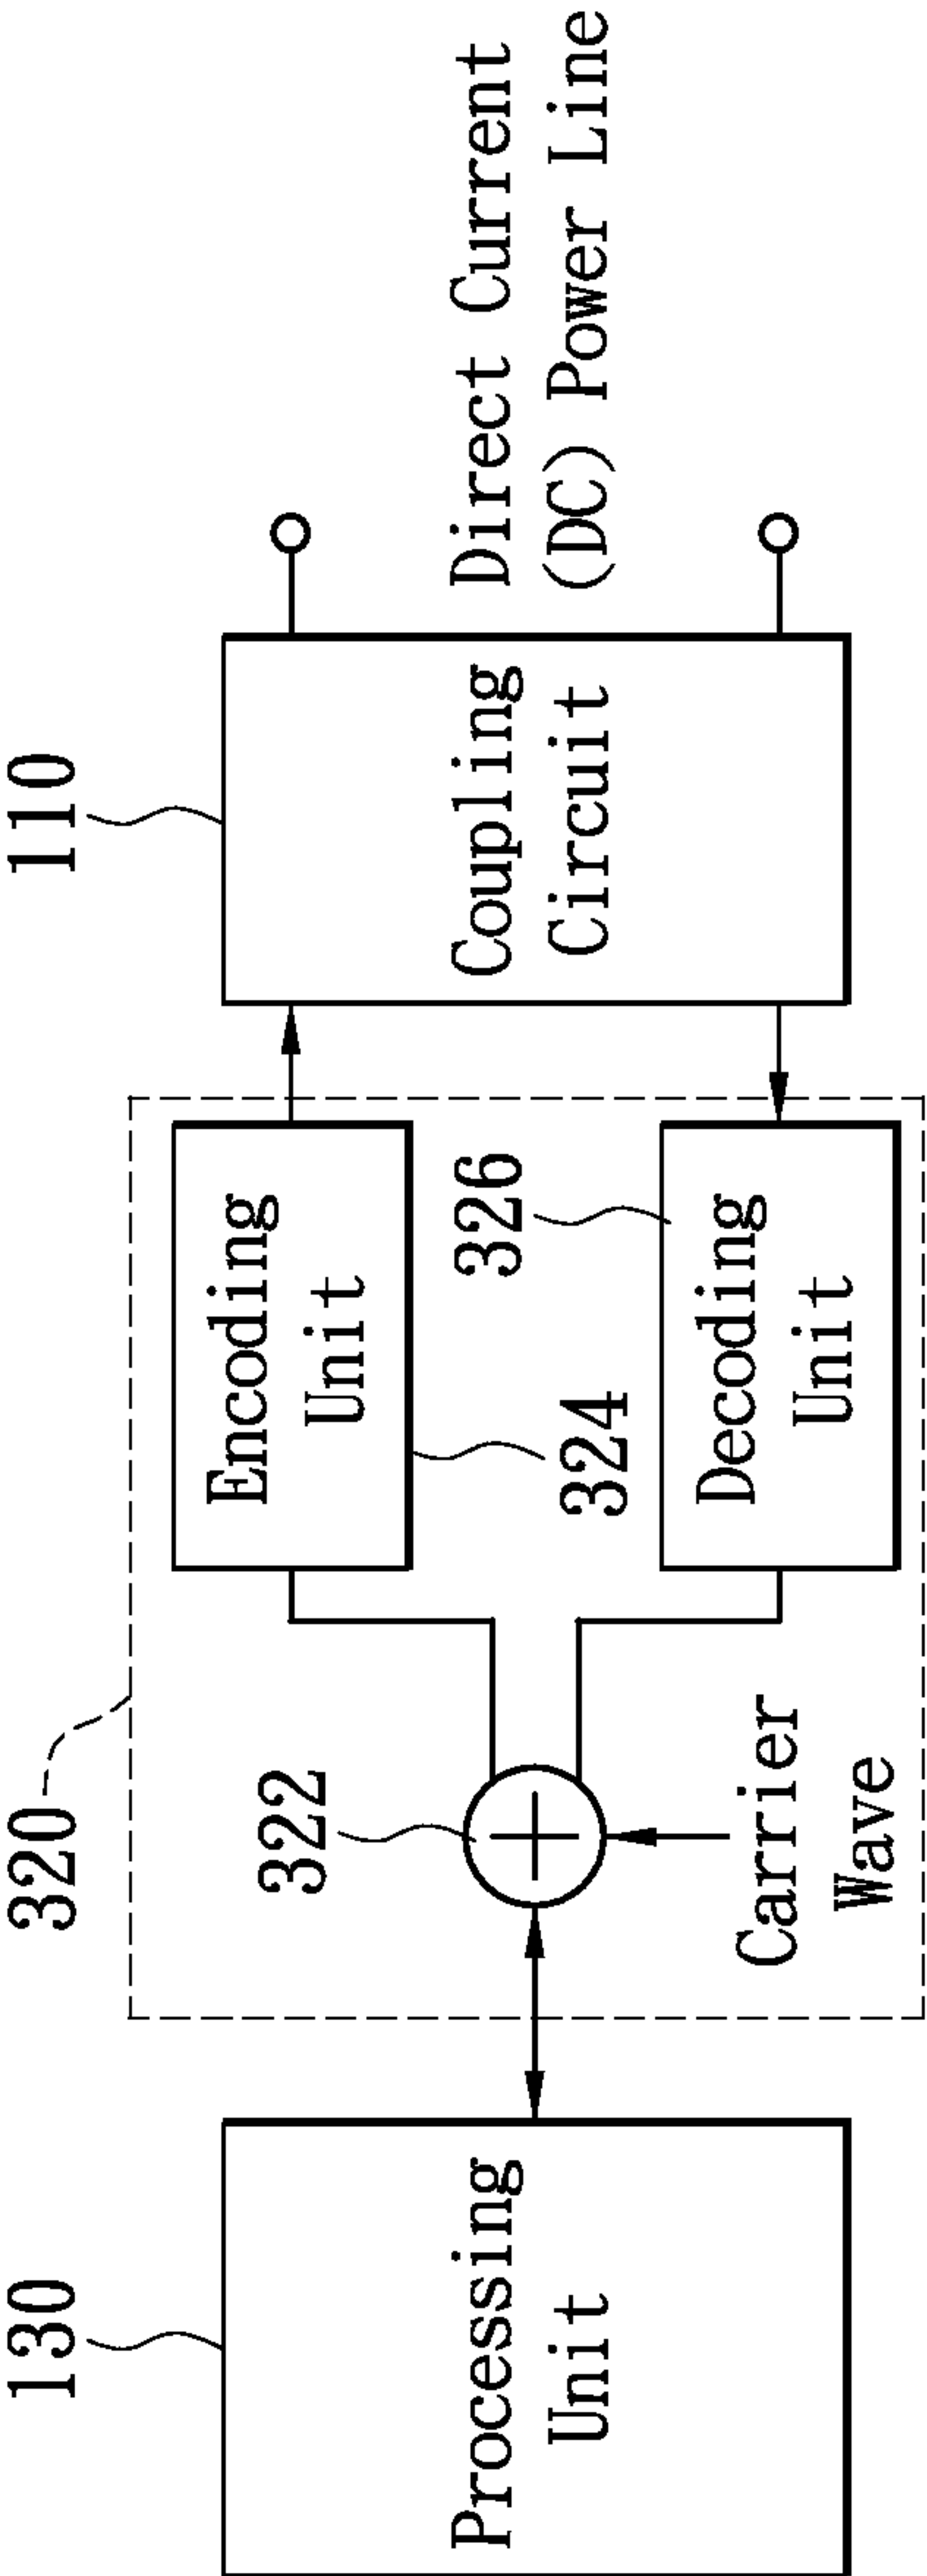 130
320
110
Processing
Unit
322
Carrier
Wave
Encoding
Unit
324
326
Decoding
Unit
Coupling
Circuit
Direct Current
(DC) Power Line